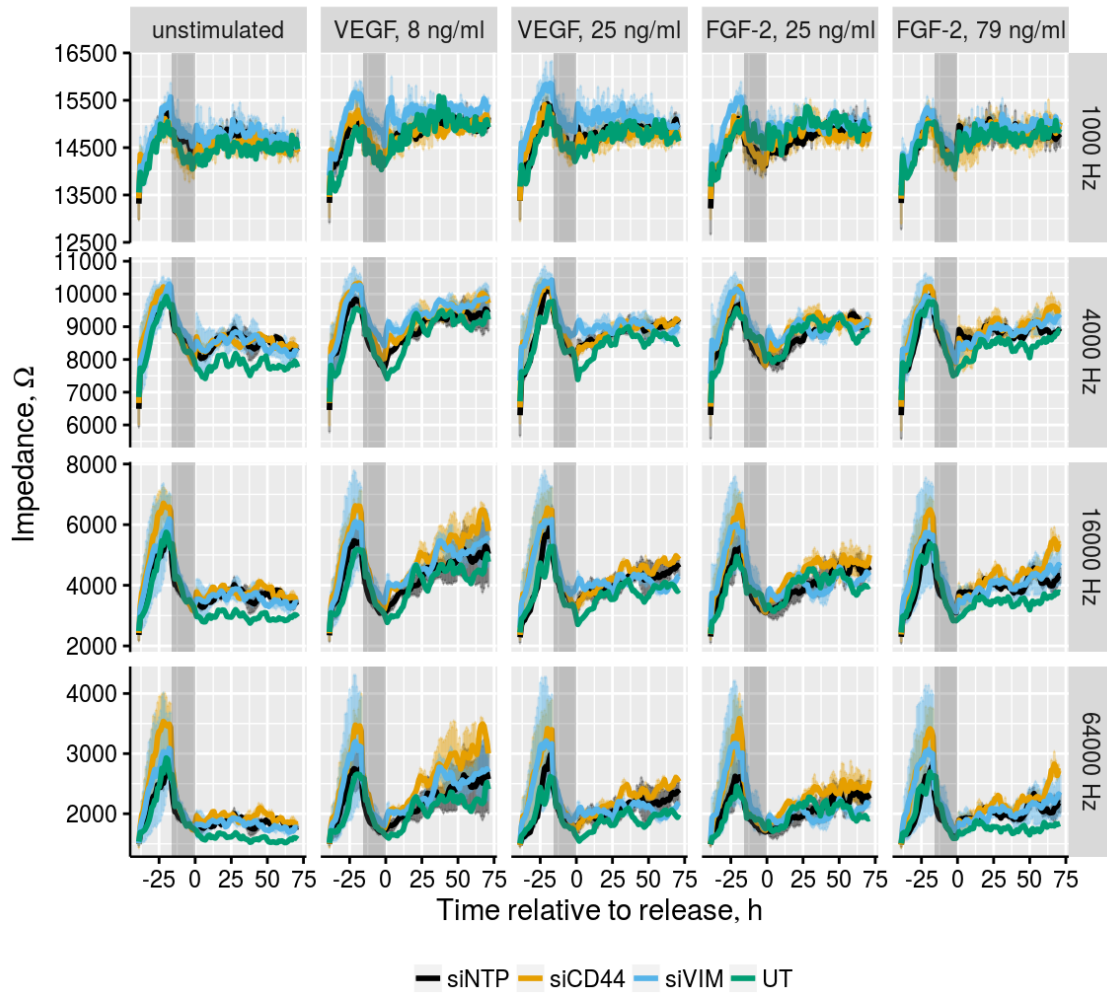 unstimulated VEGF, 8 ng/ml VEGF, 25 ng/ml FGF-2, 25 ng/ml FGF-2, 79 ng/ml
16500
15500
14500
13500
12500
1000 Hz
11000
10000
9000
8000
7000
6000
4000 Hz
8000
6000
4000
2000
16000 Hz
4000
3000
2000
64000 Hz
Impedance, Ω
-25 0 25 50 75 -25 0 25 50 75 -25 0 25 50 75 -25 0 25 50 75 -25 0 25 50 75
Time relative to release, h
siNTP siCD44 siVIM UT